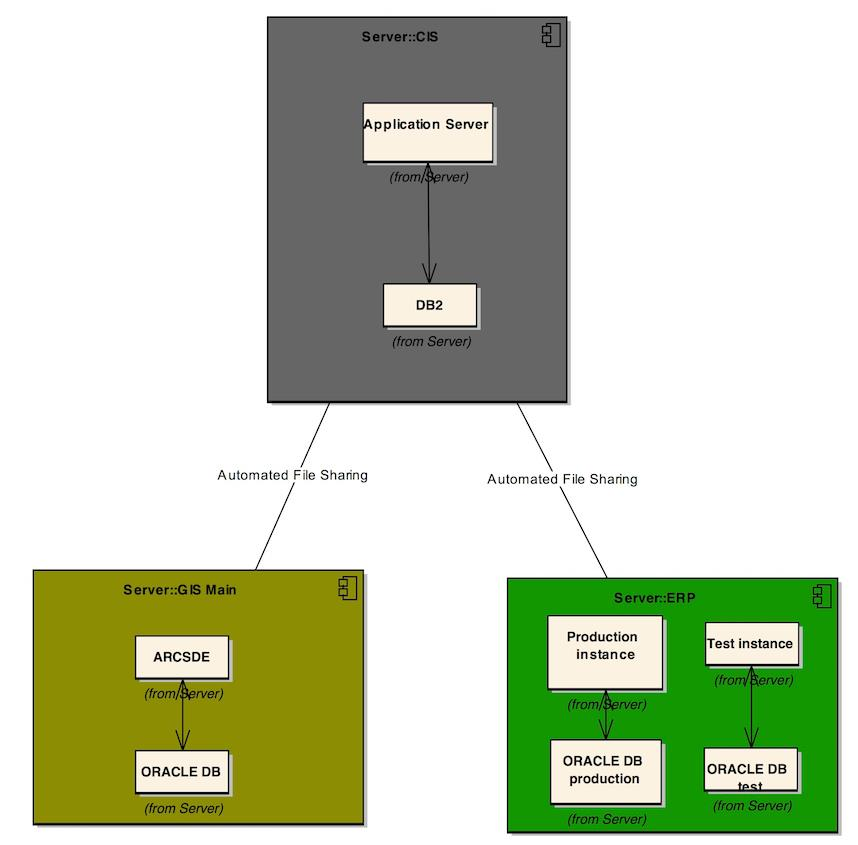 Server::CIS
Application Server
(from Server)
DB2
(from Server)
Automated File Sharing
Automated File Sharing
Server::GIS Main
ARCSDE
(from Server)
ORACLE DB
(from Server)
Server::ERP
Production
instance
(from Server)
Test instance
(from Server)
ORACLE DB
production
(from Server)
ORACLE DB
test
(from Server)